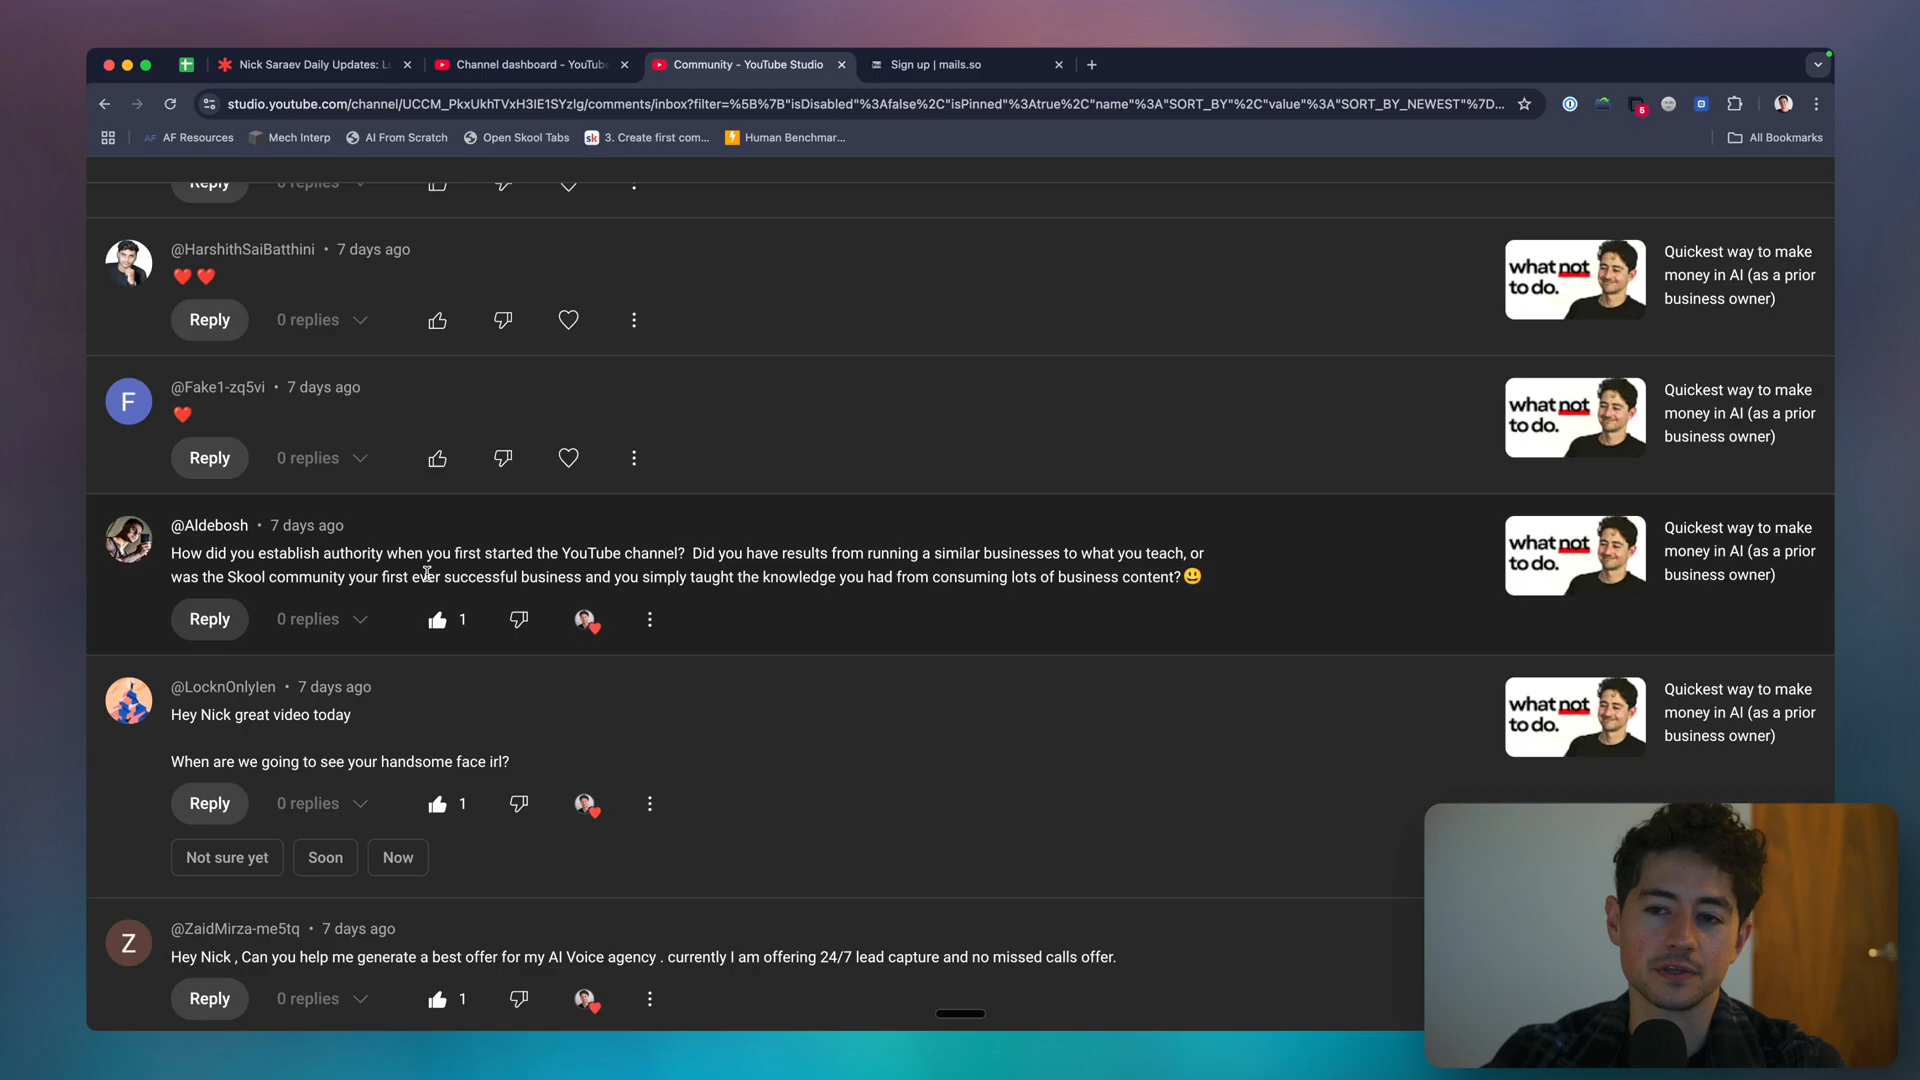 Nick Saraev Daily Updates: L
Channel dashboard - YouTube
Community - YouTube Studio
Sign up | mails.so
studio.youtube.com/channel/UCCM_PkxUkhTVxH3IE1SYzlg/comments/inbox?filter=%5B%7B"isDisabled"%3Afalse%2C"isPinned"%3Atrue%2C"name"%3A"SORT_BY"%2C"value"%3A"SORT_BY_NEWEST"%7D...
5
AF AF Resources
Mech Interp
AI From Scratch
Open Skool Tabs
sk 3. Create first com...
Human Benchmar...
All Bookmarks
Reply 0 replies
@HarshithSaiBatthini • 7 days ago
❤️❤️
Reply 0 replies
what not
to do.
Quickest way to make
money in AI (as a prior
business owner)
F
@Fake1-zq5vi • 7 days ago
❤️
Reply 0 replies
what not
to do.
Quickest way to make
money in AI (as a prior
business owner)
@Aldebosh • 7 days ago
How did you establish authority when you first started the YouTube channel?  Did you have results from running a similar businesses to what you teach, or
was the Skool community your first ever successful business and you simply taught the knowledge you had from consuming lots of business content?😃
Reply 0 replies 1
what not
to do.
Quickest way to make
money in AI (as a prior
business owner)
@LocknOnlyIen • 7 days ago
Hey Nick great video today
When are we going to see your handsome face irl?
Reply 0 replies 1
Not sure yet Soon Now
what not
to do.
Quickest way to make
money in AI (as a prior
business owner)
Z
@ZaidMirza-me5tq • 7 days ago
Hey Nick , Can you help me generate a best offer for my AI Voice agency . currently I am offering 24/7 lead capture and no missed calls offer.
Reply 0 replies 1